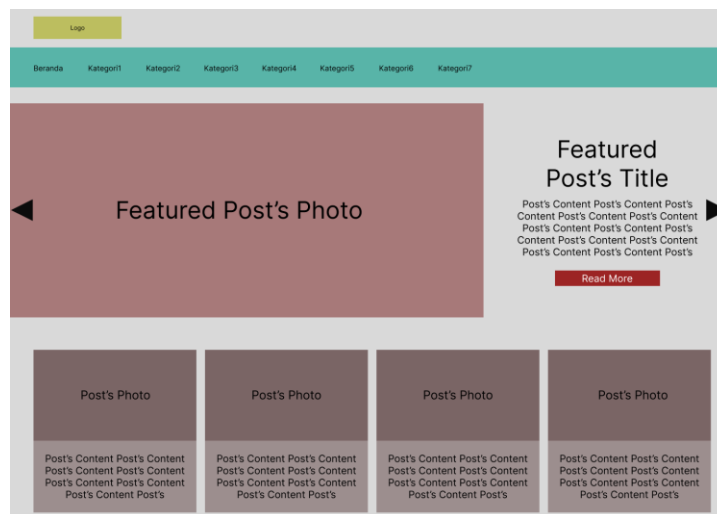 Logo
Beranda Kategori1 Kategori2 Kategori3 Kategori4 Kategori5 Kategori6 Kategori7
Featured Post's Photo
Featured
Post's Title
Post's Content Post's Content Post's
Content Post's Content Post's Content
Post's Content Post's Content Post's
Content Post's Content Post's Content
Post's Content Post's Content Post's
Read More
Post's Photo
Post's Content Post's Content
Post's Content Post's Content
Post's Content Post's Content
Post's Content Post's
Post's Photo
Post's Content Post's Content
Post's Content Post's Content
Post's Content Post's Content
Post's Content Post's
Post's Photo
Post's Content Post's Content
Post's Content Post's Content
Post's Content Post's Content
Post's Content Post's
Post's Photo
Post's Content Post's Content
Post's Content Post's Content
Post's Content Post's Content
Post's Content Post's